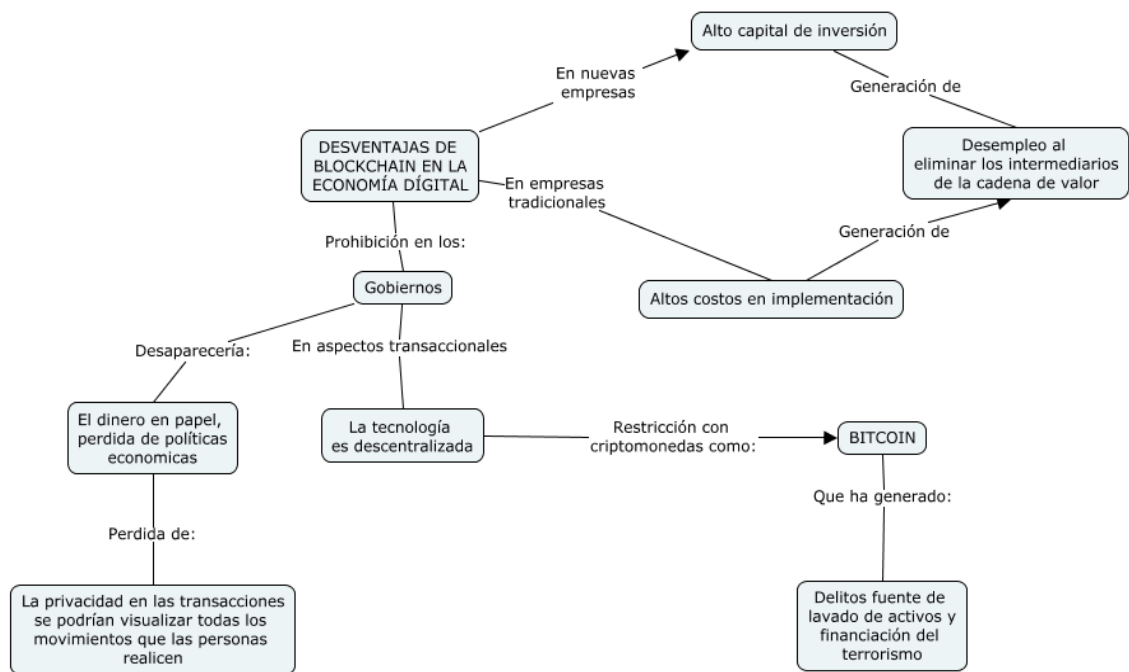 Alto capital de inversión
En nuevas
empresas
Generación de
DESVENTAJAS DE
BLOCKCHAIN EN LA
ECONOMÍA DÍGITAL
Desempleo al
eliminar los intermediarios
de la cadena de valor
En empresas
tradicionales
Generación de
Prohibición en los:
Gobiernos
Altos costos en implementación
Desaparecería:
En aspectos transaccionales
El dinero en papel,
perdida de políticas
economicas
La tecnología
es descentralizada
Restricción con
criptomonedas como:
BITCOIN
Que ha generado:
Perdida de:
La privacidad en las transacciones
se podrían visualizar todas los
movimientos que las personas
realicen
Delitos fuente de
lavado de activos y
financiación del
terrorismo